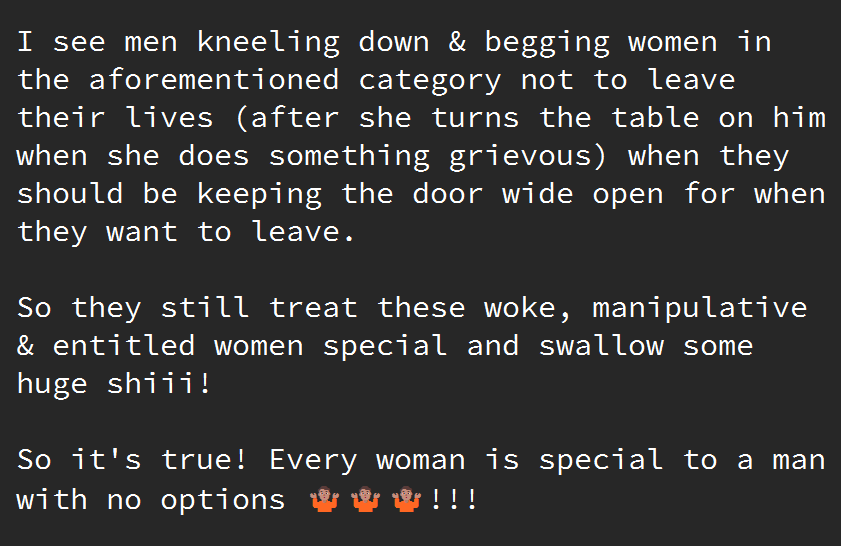 I see men kneeling down & begging women in
the aforementioned category not to leave
their lives (after she turns the table on him
when she does something grievous) when they
should be keeping the door wide open for when
they want to leave.
So they still treat these woke, manipulative
& entitled women special and swallow some
huge shiii!
So it's true! Every woman is special to a man
with no options 🤷🏽‍♂️🤷🏽‍♂️🤷🏽‍♂️!!!